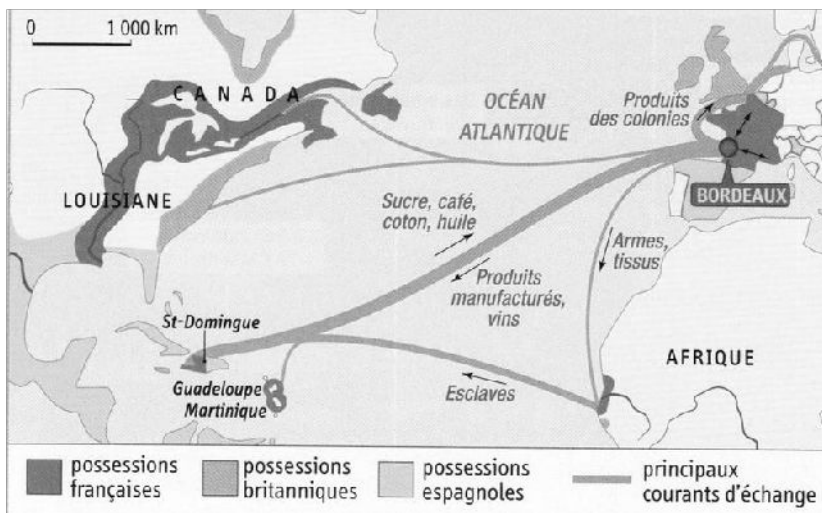 0 1 000 km
CANADA
OCÉAN
ATLANTIQUE
Produits
des colonies
LOUISIANE
BORDEAUX
Sucre, café,
coton, huile
Armes,
tissus
Produits
manufacturés,
vins
St-Domingue
Guadeloupe
Martinique
Esclaves
AFRIQUE
possessions
françaises
possessions
britanniques
possessions
espagnoles
principaux
courants d'échange